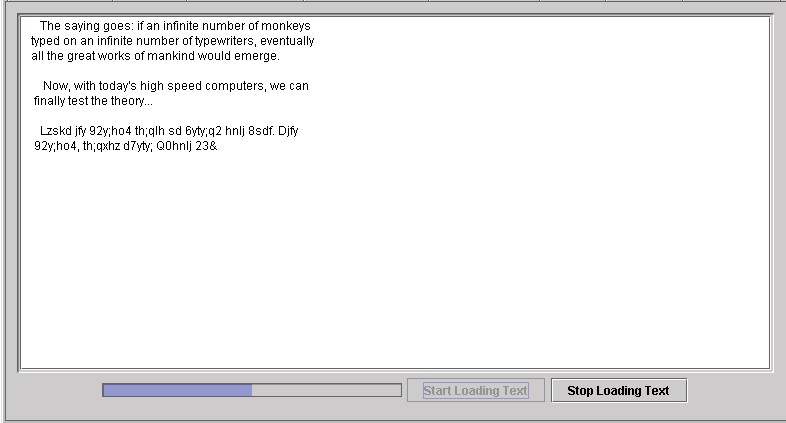 The saying goes: if an infinite number of monkeys
typed on an infinite number of typewriters, eventually
all the great works of mankind would emerge.
Now, with today's high speed computers, we can
finally test the theory...
Lzskd jfy 92y;ho4 th;qlh sd 6yty;q2 hnlj 8sdf. Djfy
92y;ho4, th;qxhz d7yty; Q0hnlj 23&
Start Loading Text
Stop Loading Text